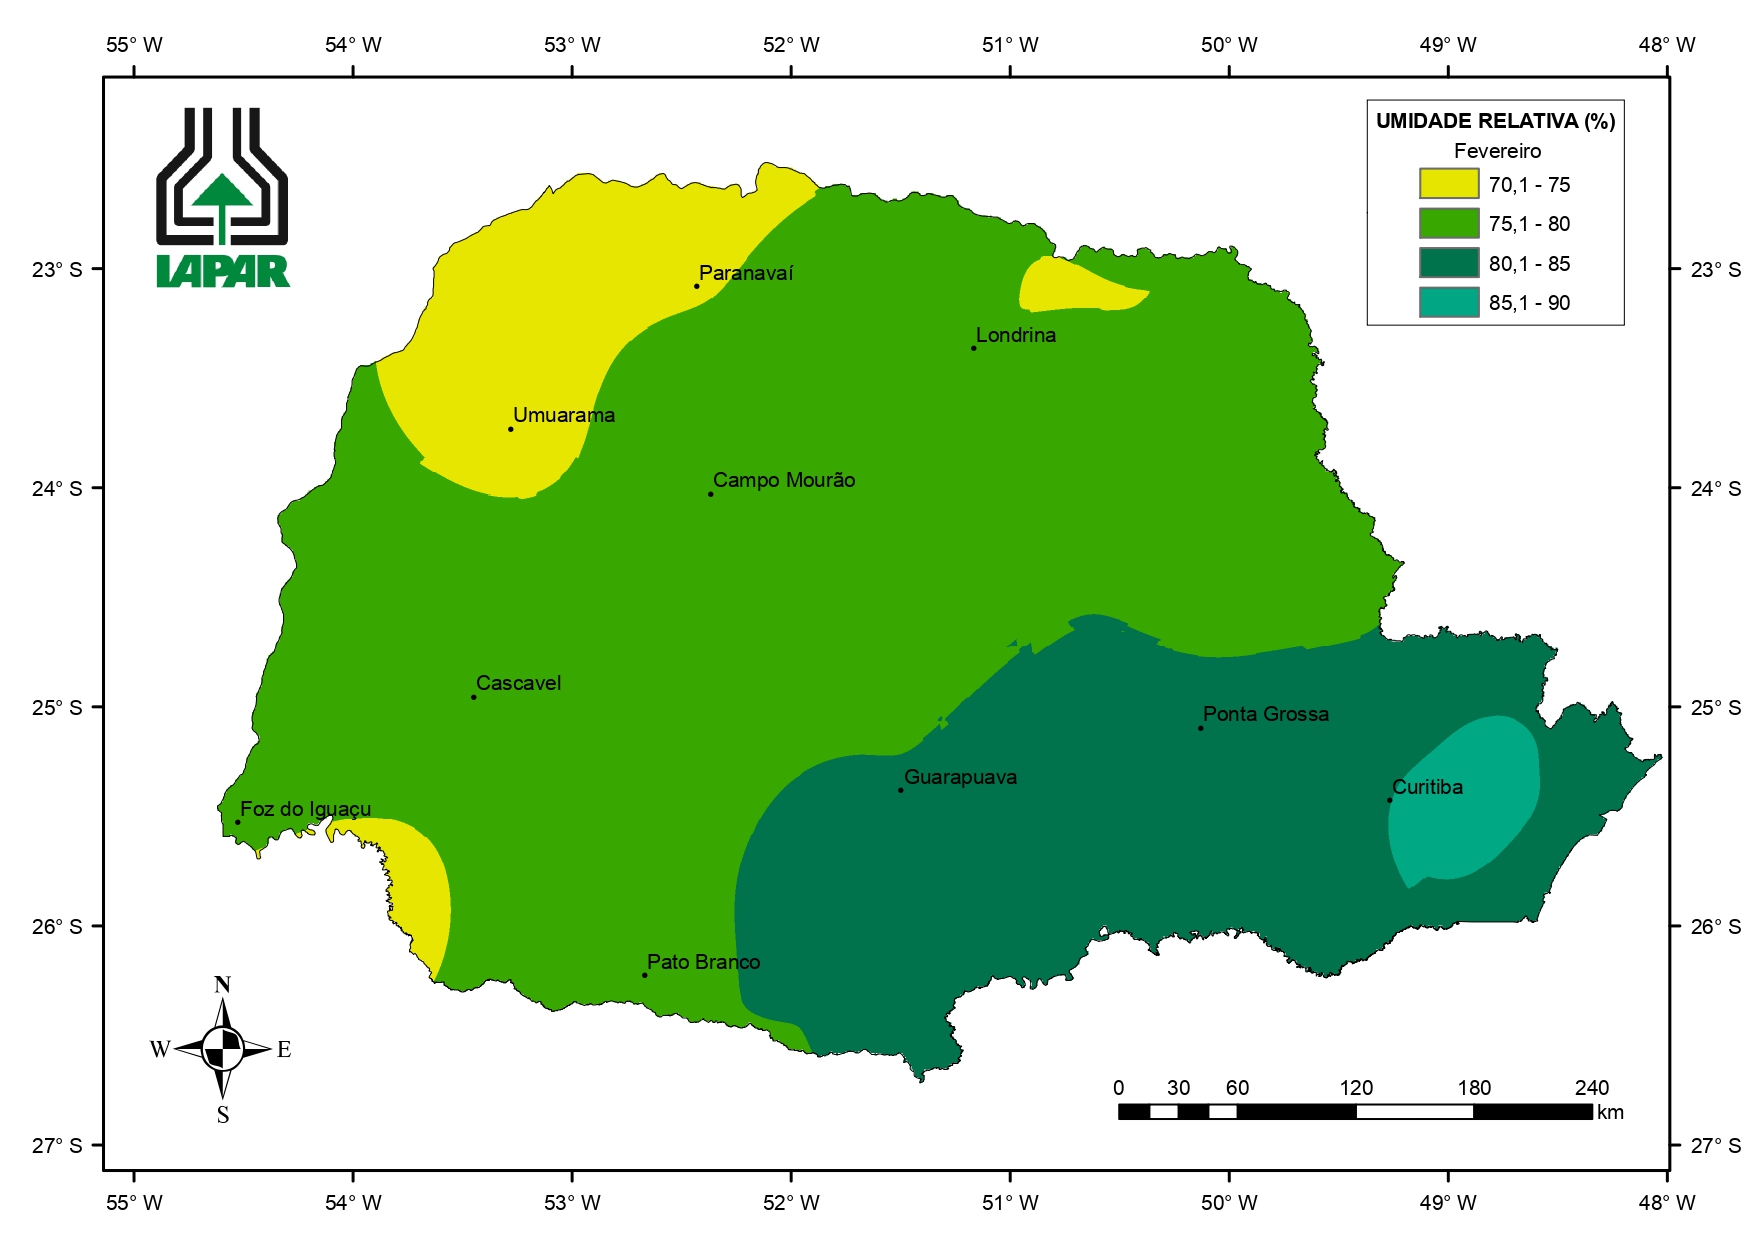 55° W 54° W 53° W 52° W 51° W 50° W 49° W 48° W
IAPAR
UMIDADE RELATIVA (%)
Fevereiro
70,1 - 75
75,1 - 80
80,1 - 85
85,1 - 90
23° S 23° S
Paranavaí
Londrina
Umuarama
Campo Mourão
24° S 24° S
Cascavel
25° S 25° S
Ponta Grossa
Guarapuava
Curitiba
Foz do Iguaçu
26° S 26° S
Pato Branco
N
W E
S
0 30 60 120 180 240
km
27° S 27° S
55° W 54° W 53° W 52° W 51° W 50° W 49° W 48° W